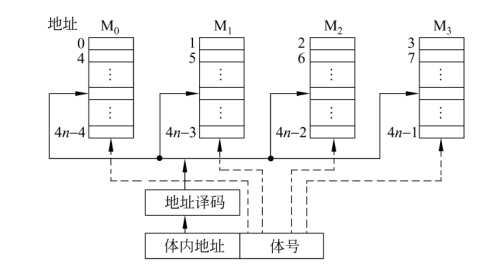 地址 M₀ M₁ M₂ M₃
0 1 2 3
4 5 6 7
⋮ ⋮ ⋮ ⋮
⋮ ⋮ ⋮ ⋮
4n−4 4n−3 4n−2 4n−1
地址译码
体内地址 体号